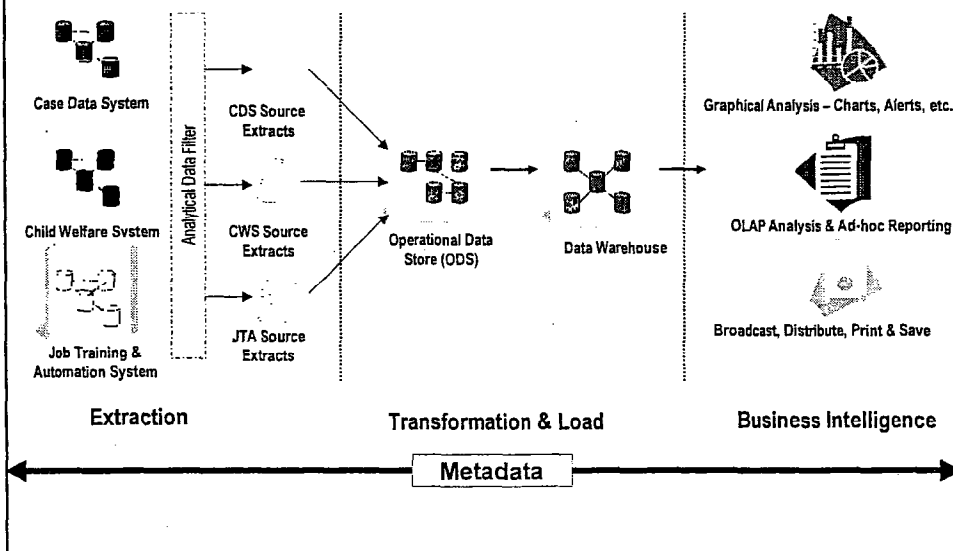 Case Data System
Child Welfare System
Job Training &
Automation System
Analytical Data Filter
CDS Source
Extracts
CWS Source
Extracts
JTA Source
Extracts
Operational Data
Store (ODS)
Data Warehouse
Graphical Analysis – Charts, Alerts, etc.
OLAP Analysis & Ad-hoc Reporting
Broadcast, Distribute, Print & Save
Extraction
Transformation & Load
Business Intelligence
Metadata